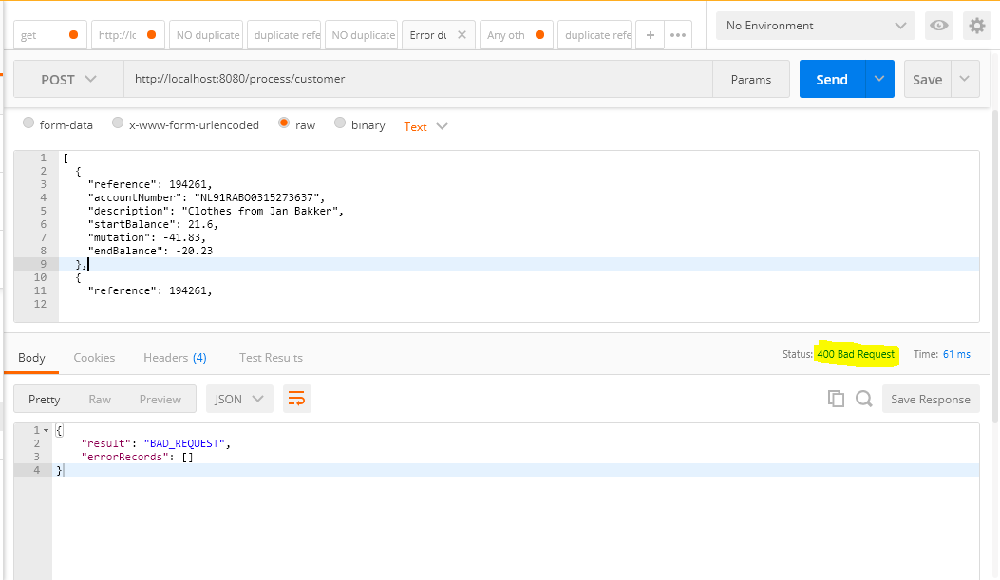 get http://lc NO duplicate duplicate refe NO duplicate Error du Any oth duplicate refe + ••• No Environment
POST http://localhost:8080/process/customer Params Send Save
form-data x-www-form-urlencoded raw binary Text
1 [
2 {
3 "reference": 194261,
4 "accountNumber": "NL91RABO0315273637",
5 "description": "Clothes from Jan Bakker",
6 "startBalance": 21.6,
7 "mutation": -41.83,
8 "endBalance": -20.23
9 },
10 {
11 "reference": 194261,
12
Body Cookies Headers (4) Test Results Status: 400 Bad Request Time: 61 ms
Pretty Raw Preview JSON Save Response
1 {
2 "result": "BAD_REQUEST",
3 "errorRecords": []
4 }